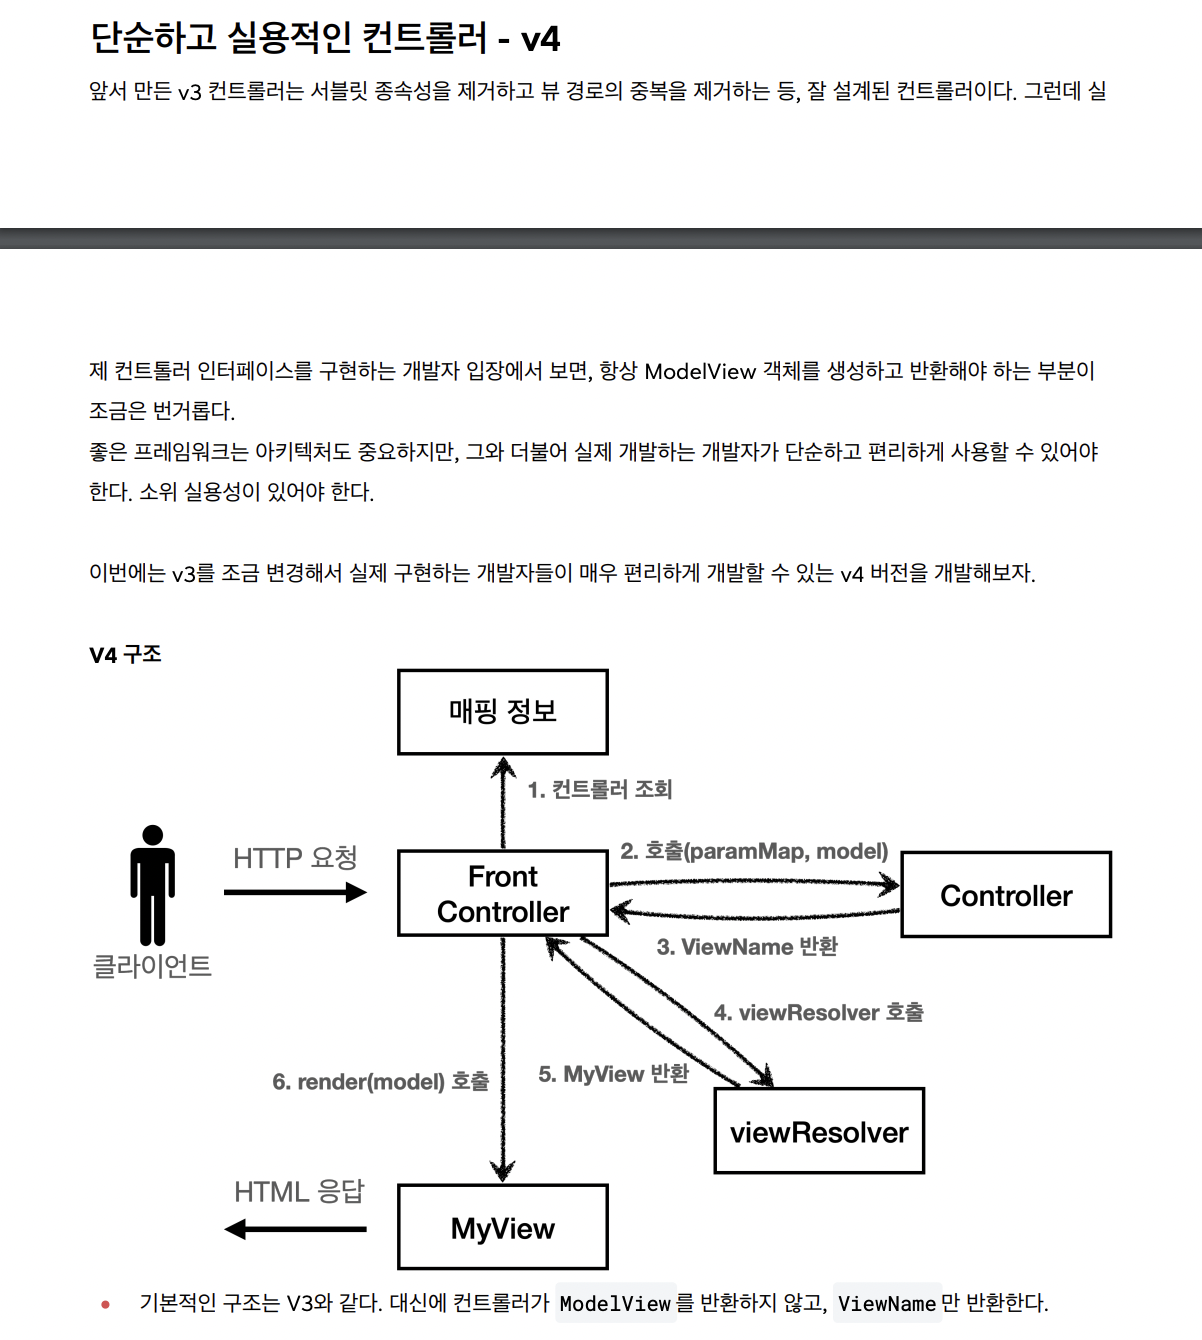 단순하고 실용적인 컨트롤러 - v4
앞서 만든 v3 컨트롤러는 서블릿 종속성을 제거하고 뷰 경로의 중복을 제거하는 등, 잘 설계된 컨트롤러이다. 그런데 실
제 컨트톨러 인터페이스를 구현하는 개발자 입장에서 보면, 항상 ModelView 객체를 생성하고 반환해야 하는 부분이
조금은 번거롭다.
좋은 프레임워크는 아키텍처도 중요하지만, 그와 더불어 실제 개발하는 개발자가 단순하고 편리하게 사용할 수 있어야
한다. 소위 실용성이 있어야 한다.
이번에는 v3를 조금 변경해서 실제 구현하는 개발자들이 매우 편리하게 개발할 수 있는 v4 버전을 개발해보자.
V4 구조
매핑 정보
1. 컨트롤러 조회
HTTP 요청
클라이언트
Front
Controller
2. 호출(paramMap, model)
Controller
3. ViewName 반환
4. viewResolver 호출
5. MyView 반환
viewResolver
6. render(model) 호출
HTML 응답
MyView
• 기본적인 구조는 V3와 같다. 대신에 컨트롤러가 ModelView 를 반환하지 않고, ViewName 만 반환한다.